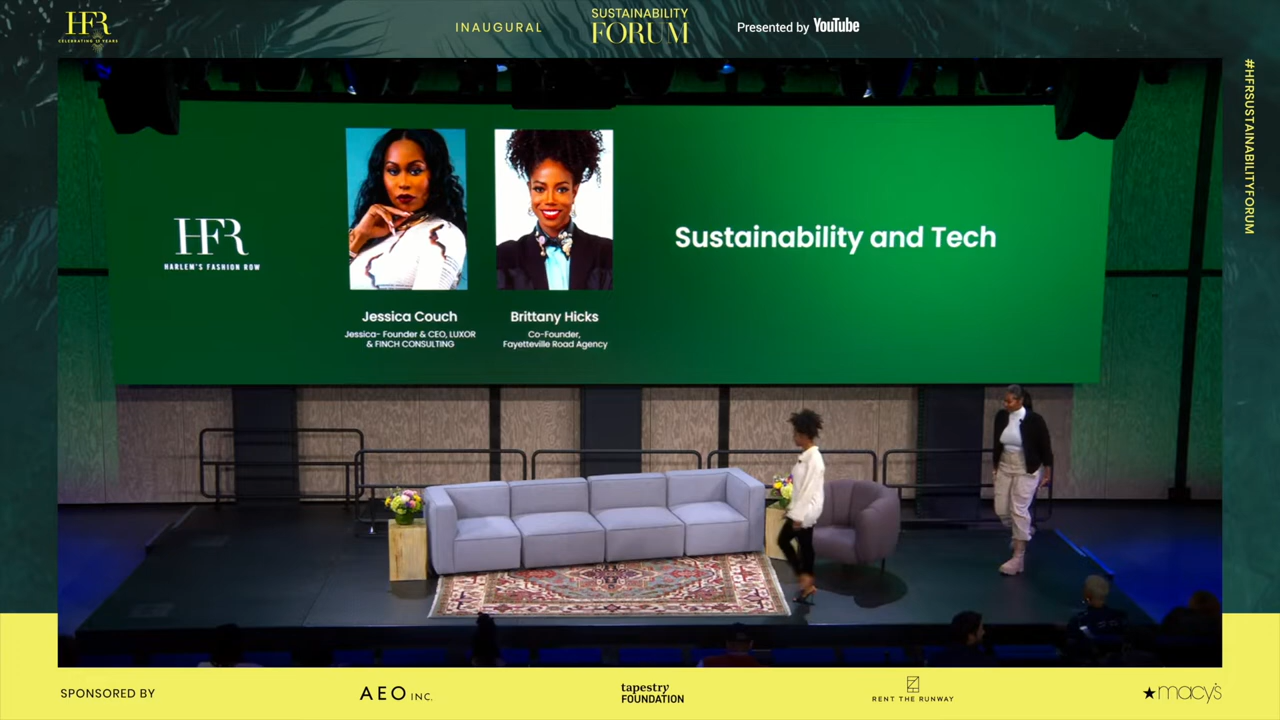 HFR
CELEBRATING 15 YEARS
INAUGURAL
SUSTAINABILITY
FORUM
Presented by YouTube
#HFRSUSTAINABILITYFORUM
HFR
HARLEM'S FASHION ROW
Jessica Couch
Jessica- Founder & CEO, LUXOR
& FINCH CONSULTING
Brittany Hicks
Co-Founder,
Fayetteville Road Agency
Sustainability and Tech
SPONSORED BY
AEO INC.
tapestry
FOUNDATION
RENT THE RUNWAY
★macy's